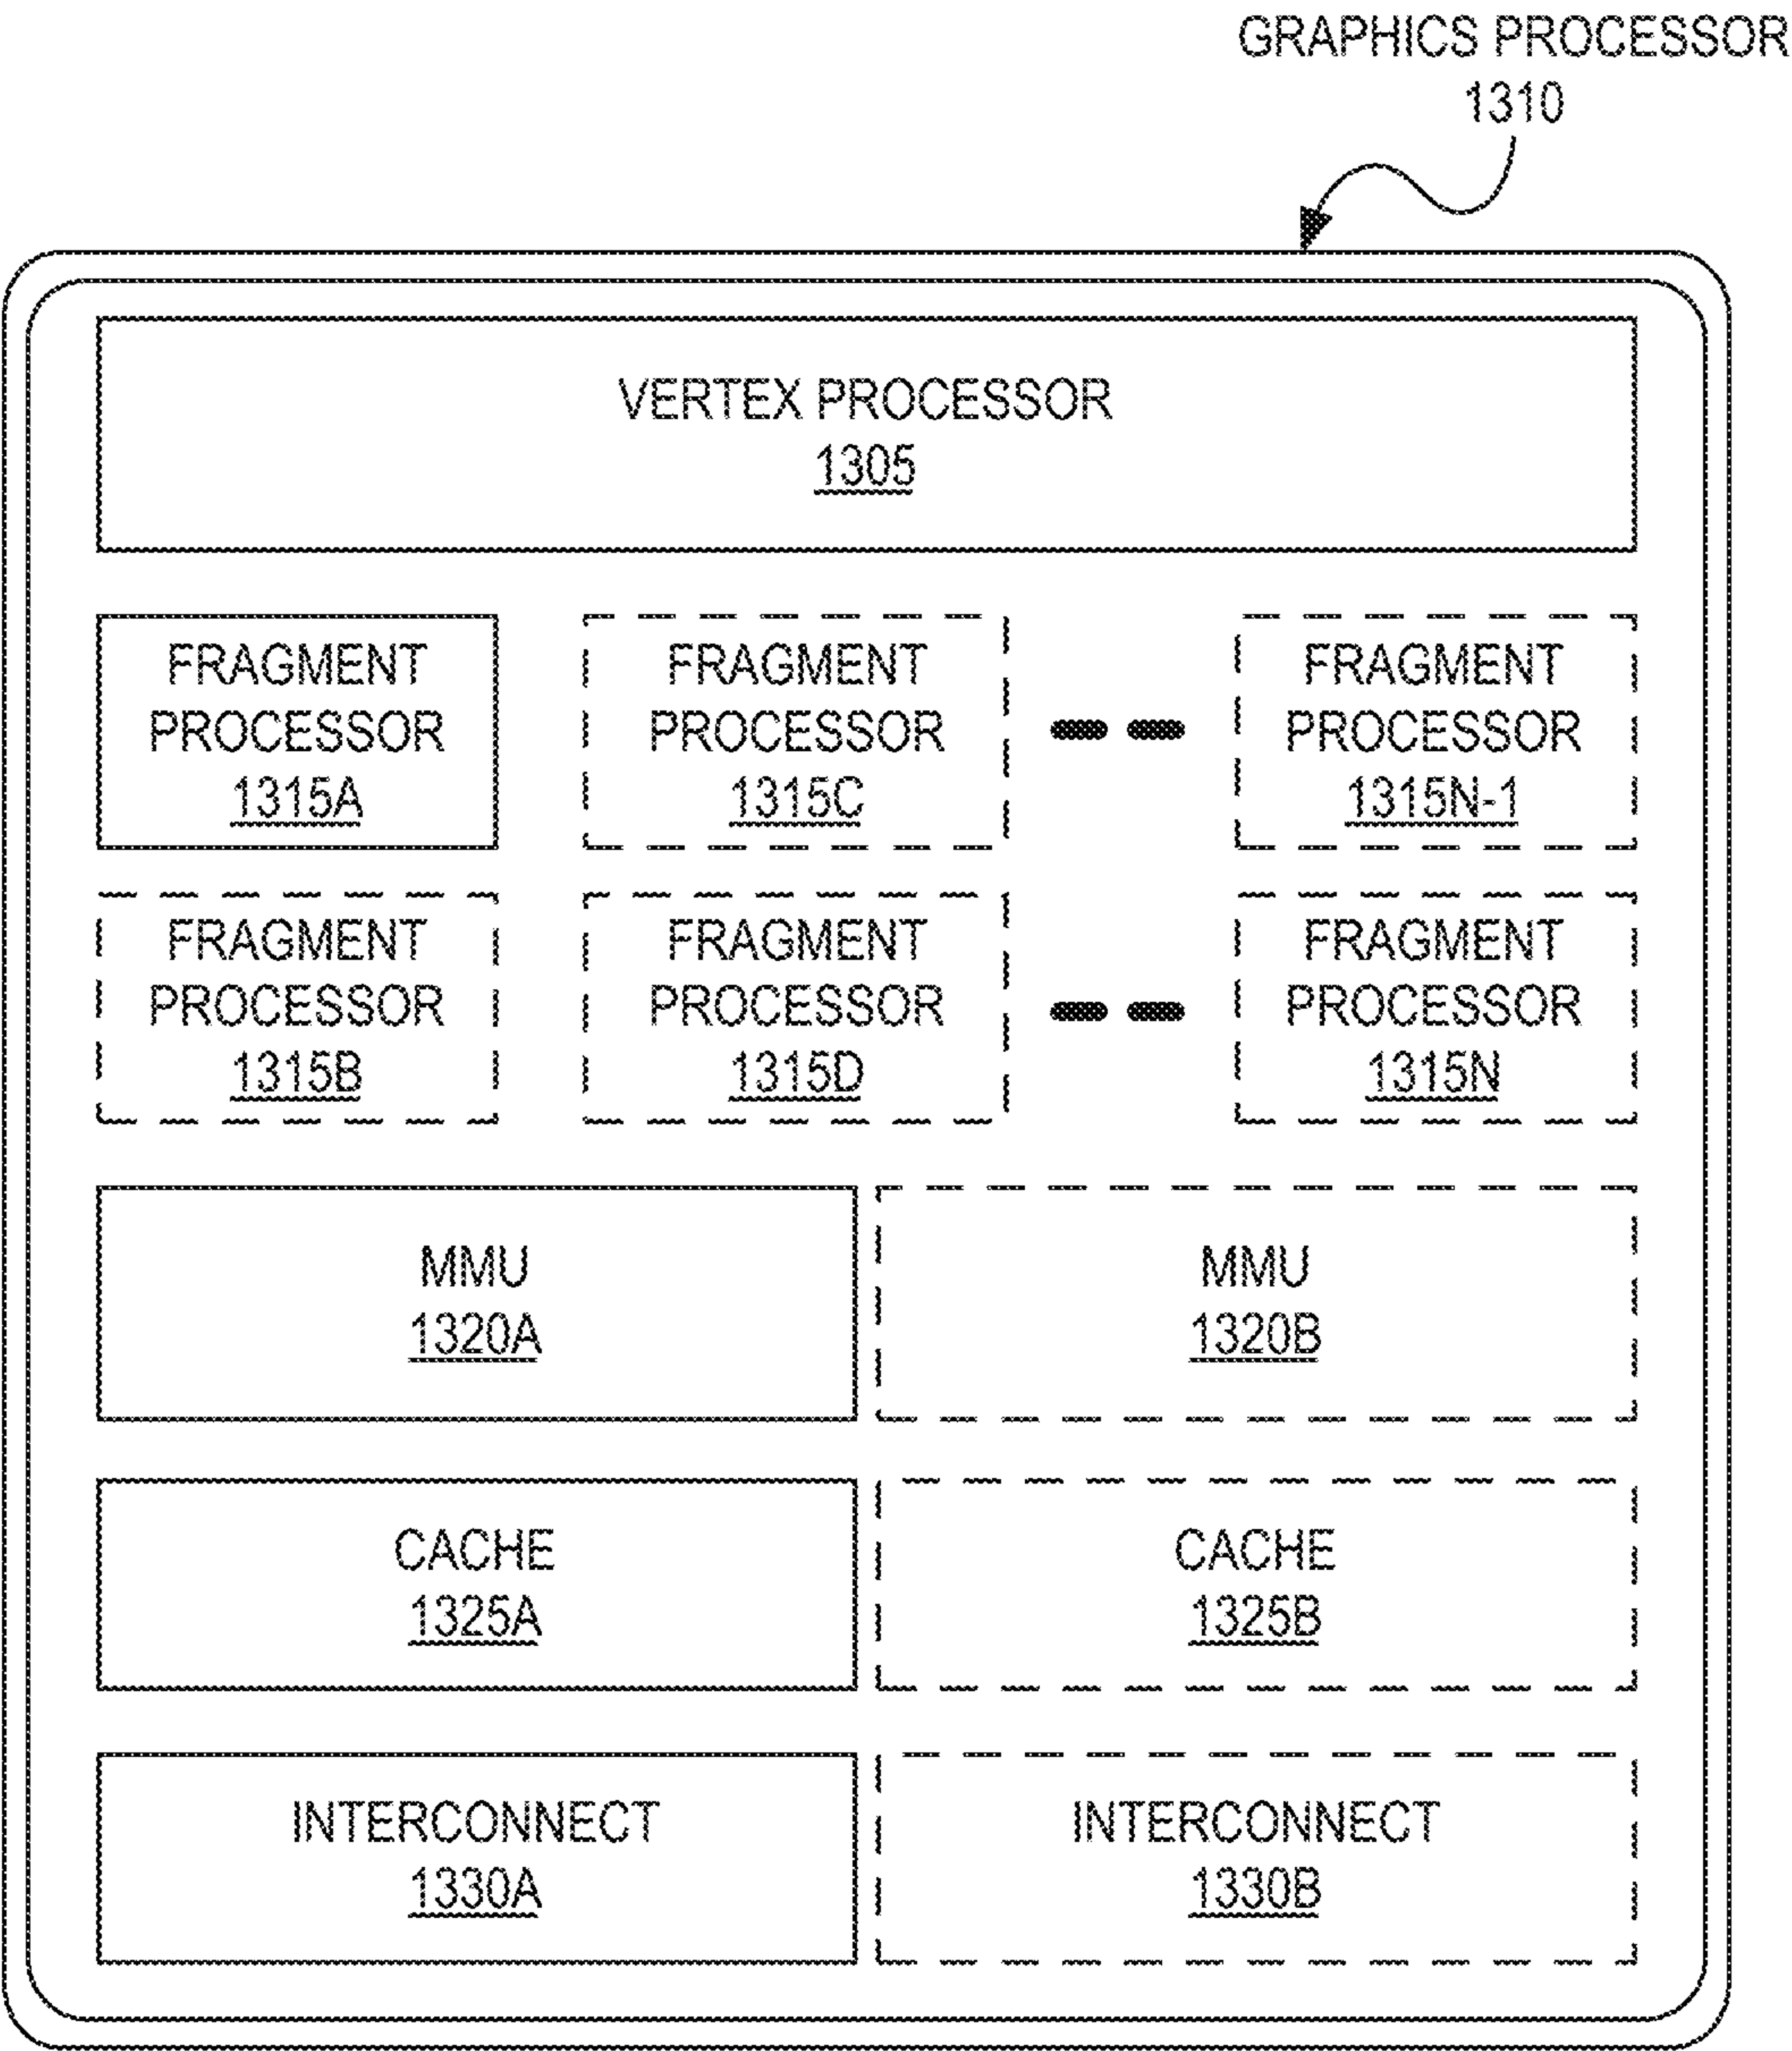 GRAPHICS PROCESSOR
1310
VERTEX PROCESSOR
1305
FRAGMENT
PROCESSOR
1315A
FRAGMENT
PROCESSOR
1315C
FRAGMENT
PROCESSOR
1315N-1
FRAGMENT
PROCESSOR
1315B
FRAGMENT
PROCESSOR
1315D
FRAGMENT
PROCESSOR
1315N
MMU
1320A
MMU
1320B
CACHE
1325A
CACHE
1325B
INTERCONNECT
1330A
INTERCONNECT
1330B